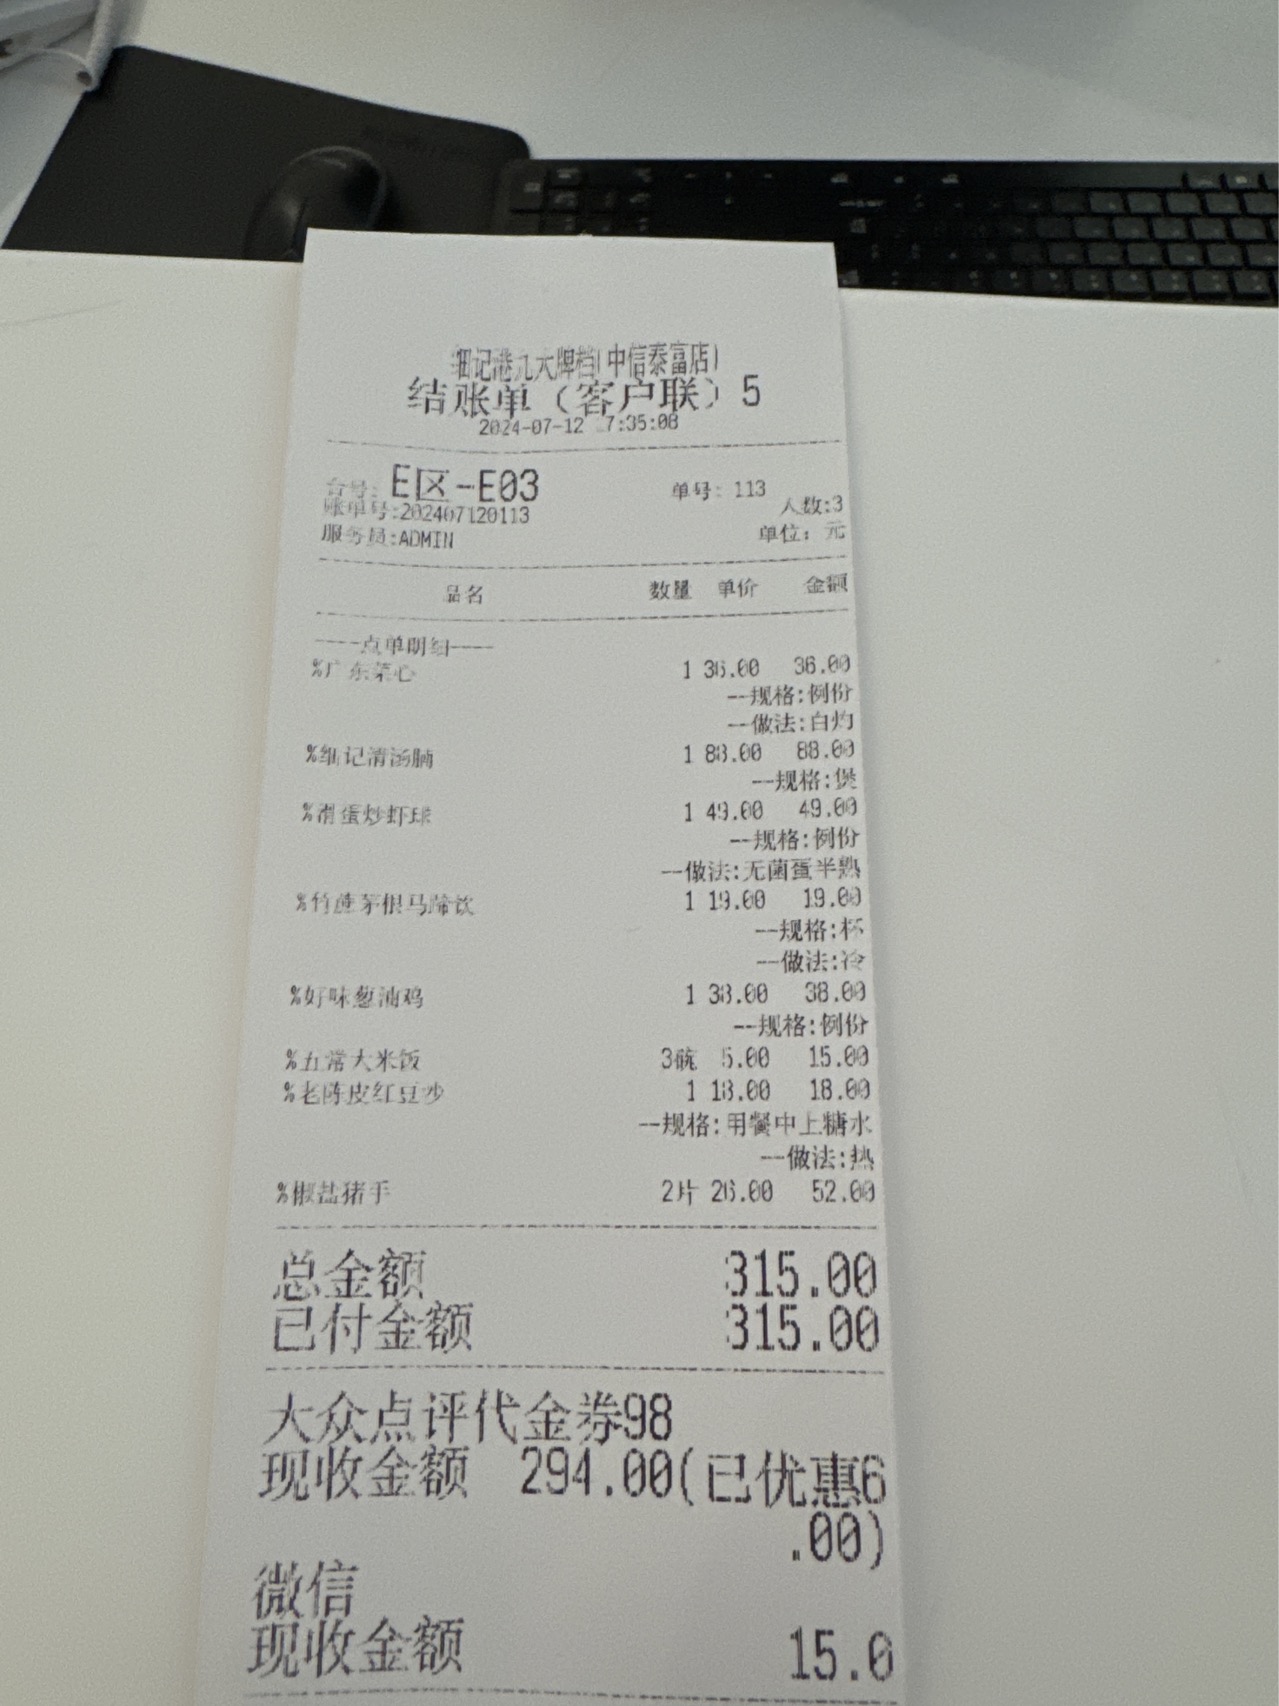 细记港九大牌档(中信泰富店)
结账单（客户联）5
2024-07-12 7:35:08
台号: E区-E03 单号: 113
账单号:202407120113 人数:3
服务员:ADMIN 单位: 元
品名 数量 单价 金额
----点单明细----
%广东菜心 1 36.00 36.00
--规格:例份
--做法:白灼
%细记清汤腩 1 88.00 88.00
--规格:煲
%滑蛋炒虾球 1 49.00 49.00
--规格:例份
--做法:无菌蛋半熟
%竹蔗茅根马蹄饮 1 19.00 19.00
--规格:杯
--做法:冷
%好味葱油鸡 1 38.00 38.00
--规格:例份
%五常大米饭 3碗 5.00 15.00
%老陈皮红豆沙 1 18.00 18.00
--规格:用餐中上糖水
--做法:热
%椒盐猪手 2片 26.00 52.00
总金额 315.00
已付金额 315.00
大众点评代金券98
现收金额 294.00(已优惠6
.00)
微信
现收金额 15.0